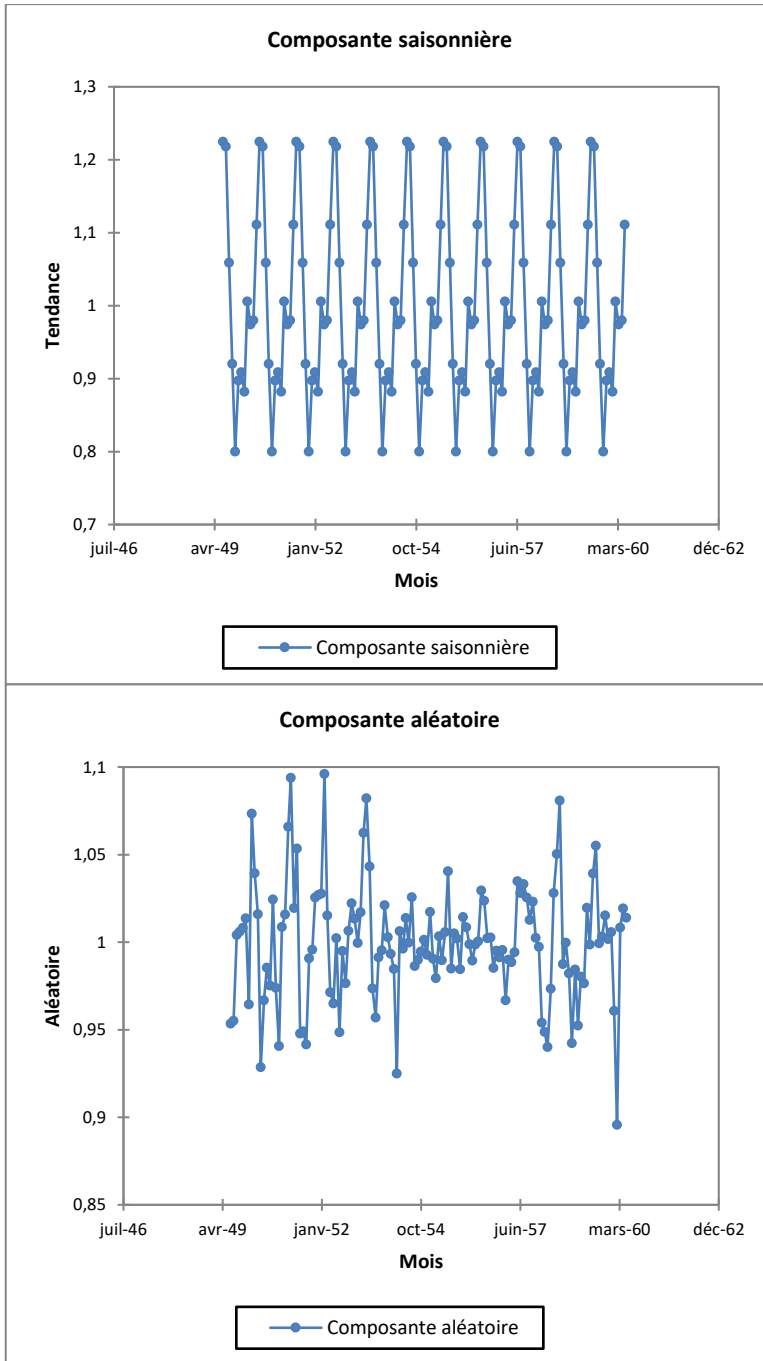 Composante saisonnière
1,3
1,2
1,1
1
0,9
0,8
0,7
Tendance
juil-46 avr-49 janv-52 oct-54 juin-57 mars-60 déc-62
Mois
Composante saisonnière
Composante aléatoire
1,1
1,05
1
0,95
0,9
0,85
Aléatoire
juil-46 avr-49 janv-52 oct-54 juin-57 mars-60 déc-62
Mois
Composante aléatoire